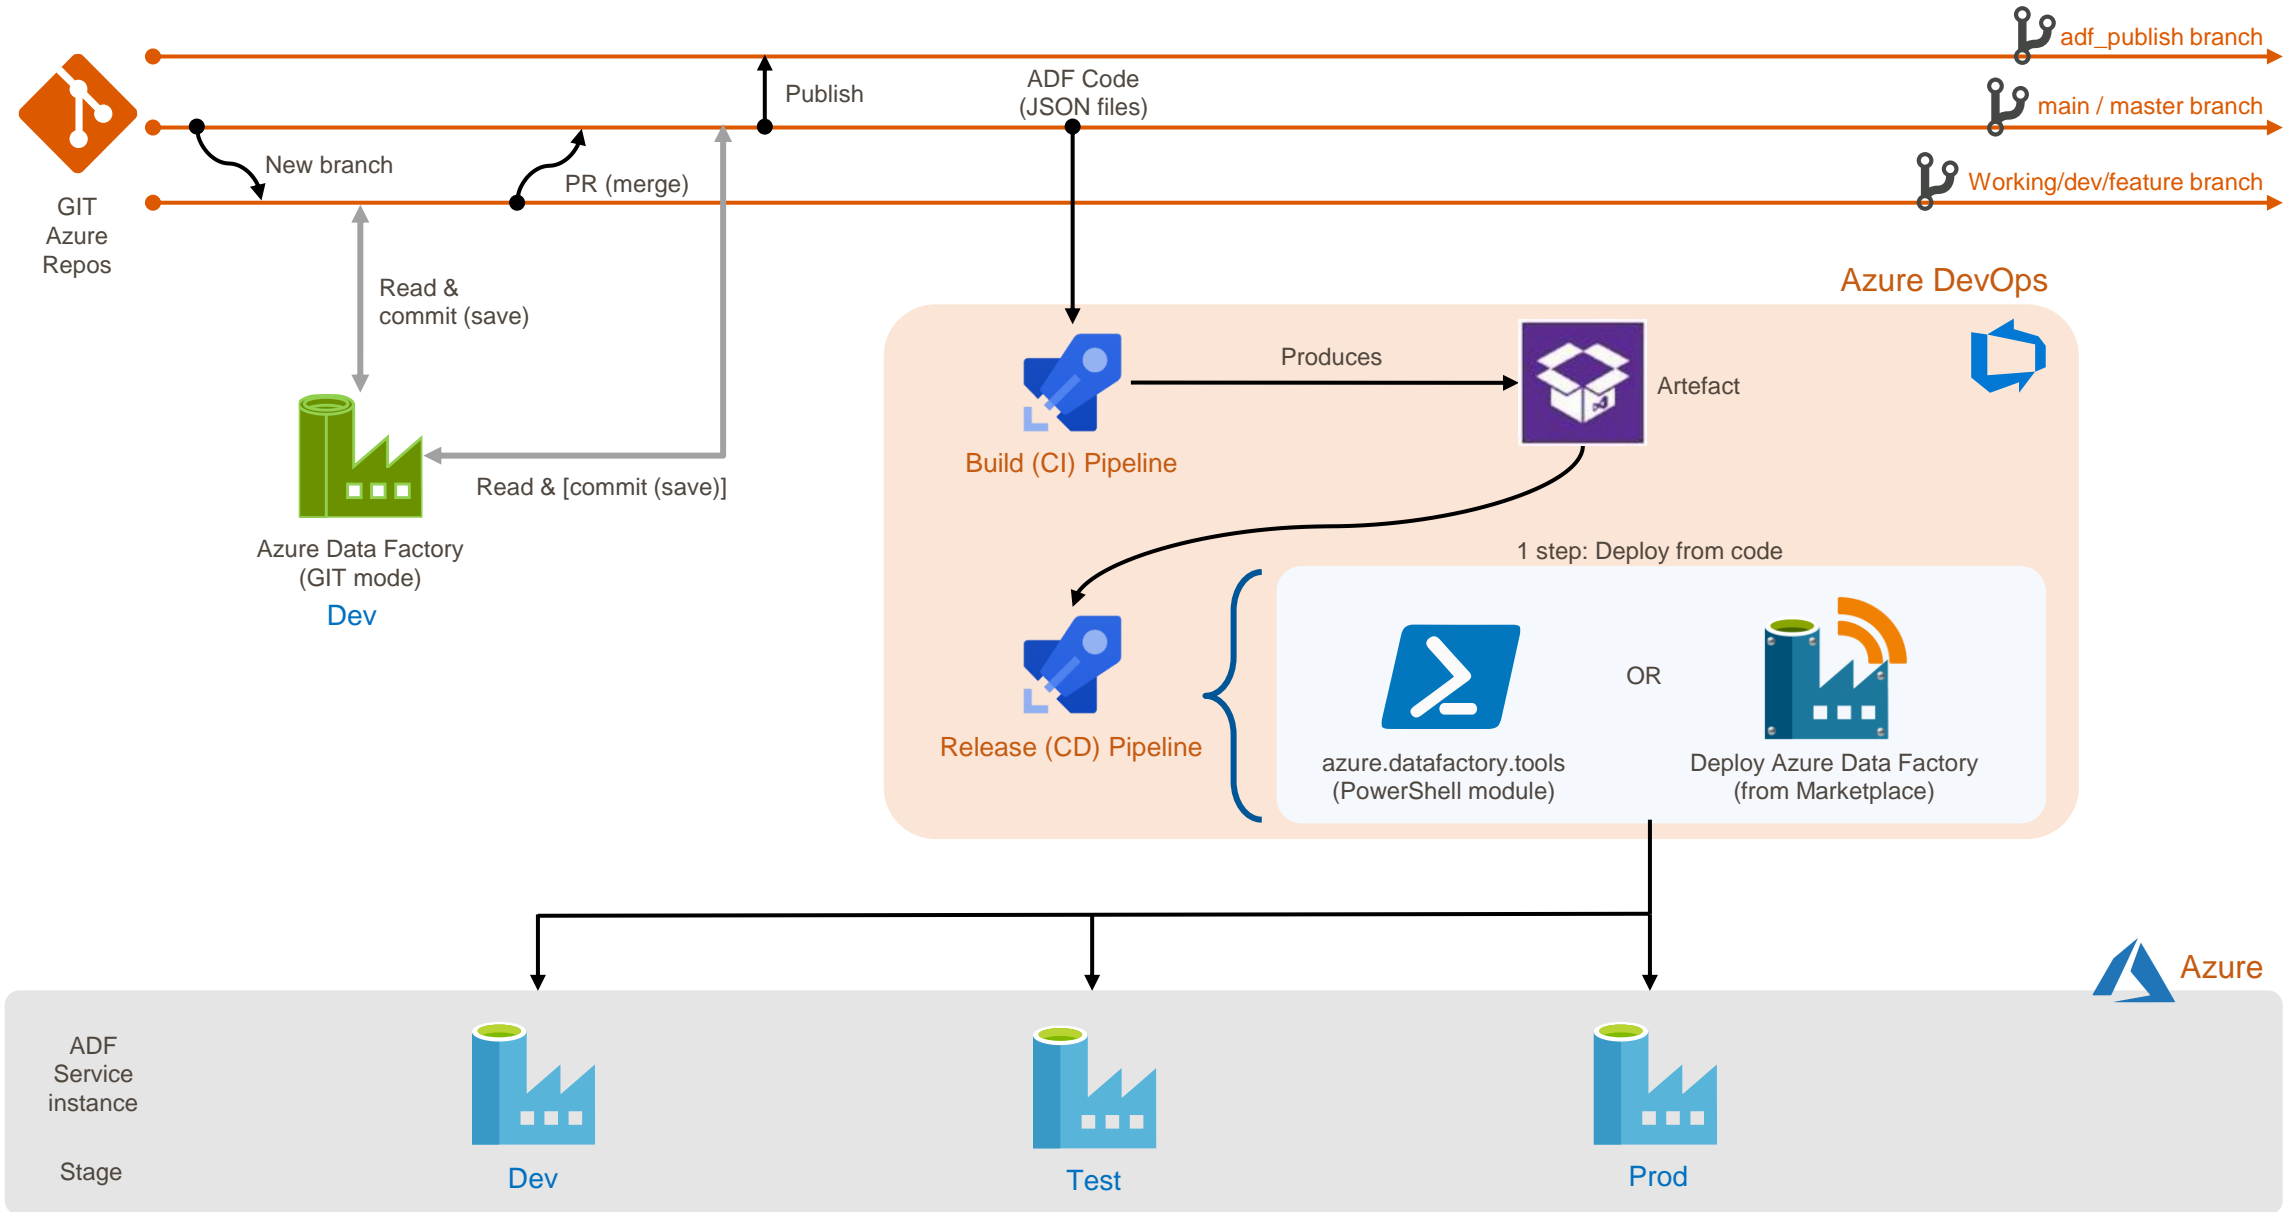 adf_publish branch
ADF Code
(JSON files)
Publish
main / master branch
New branch
PR (merge)
Working/dev/feature branch
GIT
Azure
Repos
Read &
commit (save)
Azure DevOps
Produces
Artefact
Build (CI) Pipeline
Read & [commit (save)]
Azure Data Factory
(GIT mode)
Dev
1 step: Deploy from code
OR
Release (CD) Pipeline
azure.datafactory.tools
(PowerShell module)
Deploy Azure Data Factory
(from Marketplace)
Azure
ADF
Service
instance
Stage
Dev
Test
Prod